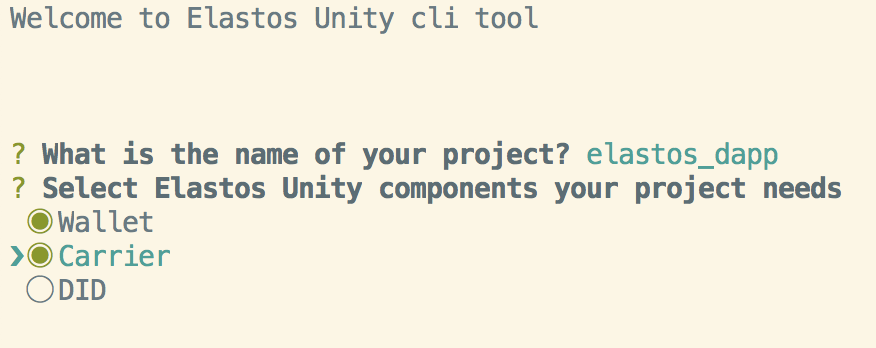 Welcome to Elastos Unity cli tool
? What is the name of your project? elastos_dapp
? Select Elastos Unity components your project needs
◉Wallet
❯◉Carrier
◯DID